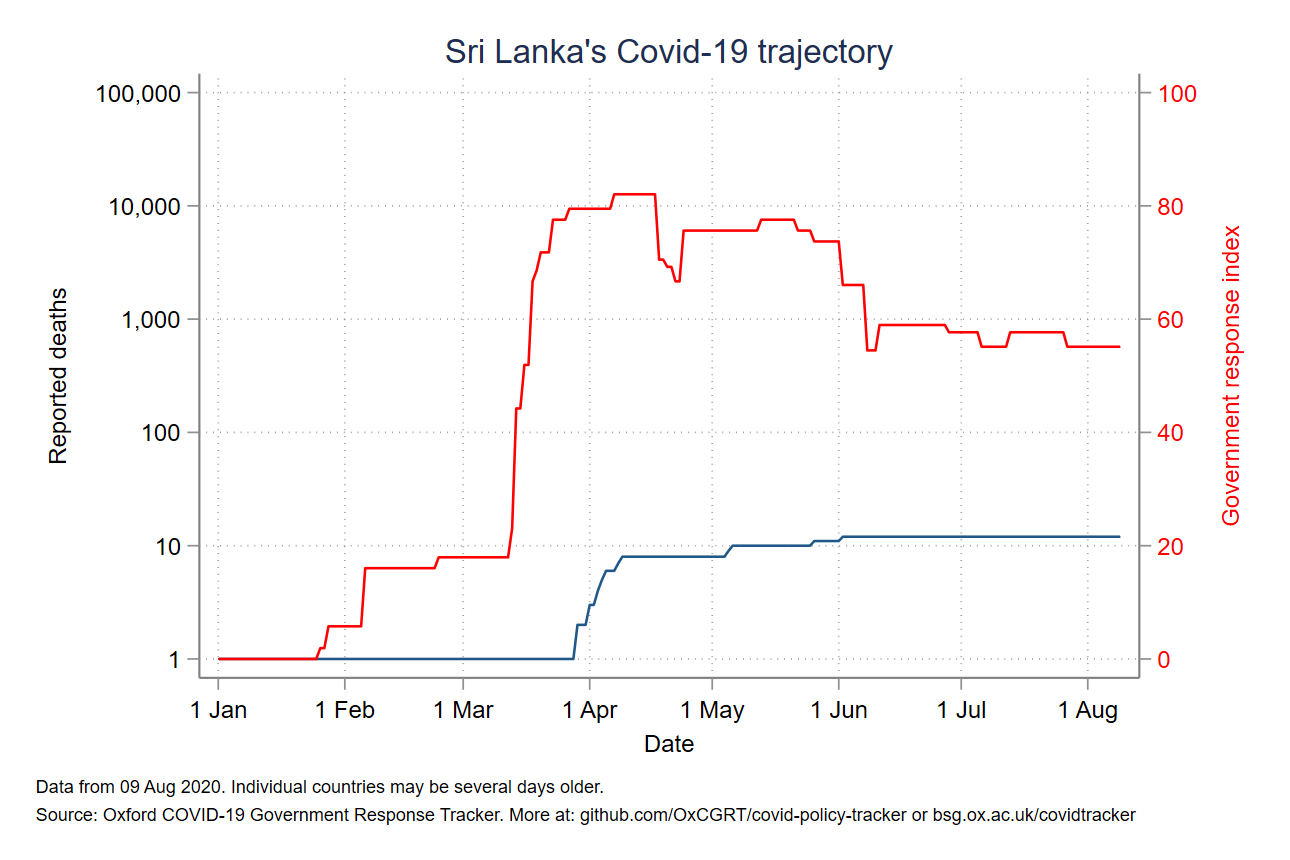 Sri Lanka's Covid-19 trajectory
100,000
10,000
1,000
100
10
1
Reported deaths
100
80
60
40
20
0
Government response index
1 Jan 1 Feb 1 Mar 1 Apr 1 May 1 Jun 1 Jul 1 Aug
Date
Data from 09 Aug 2020. Individual countries may be several days older.
Source: Oxford COVID-19 Government Response Tracker. More at: github.com/OxCGRT/covid-policy-tracker or bsg.ox.ac.uk/covidtracker